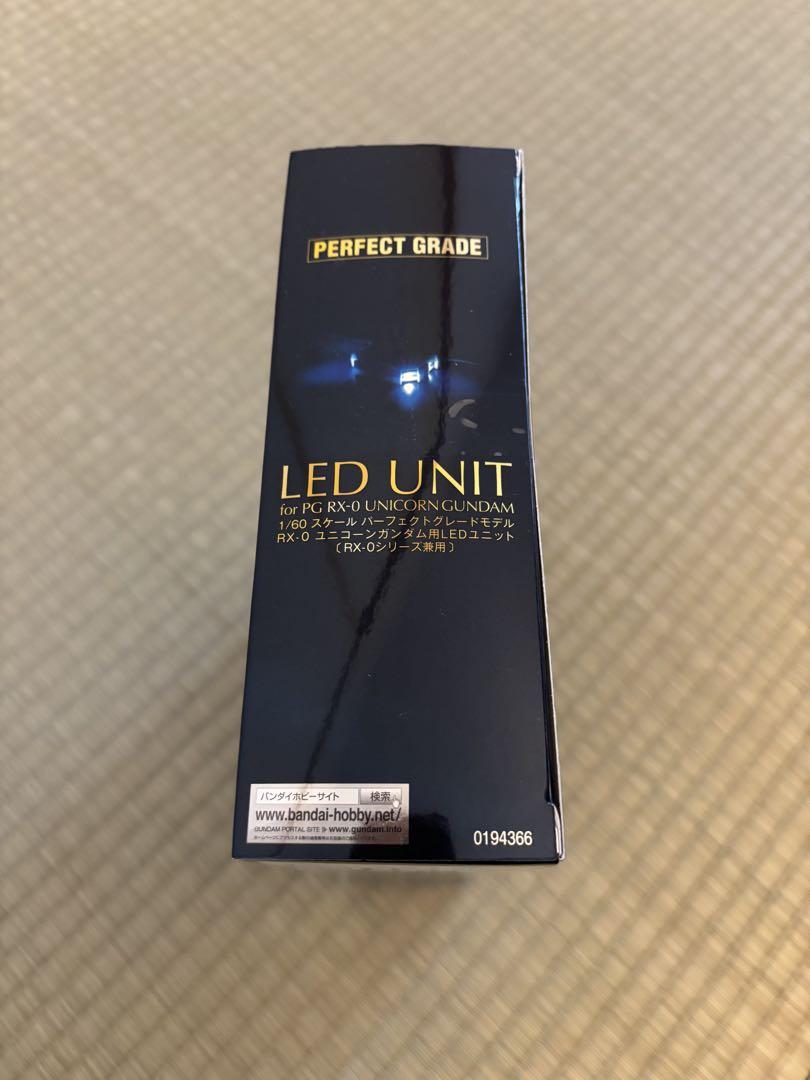 PERFECT GRADE
LED UNIT
for PG RX-0 UNICORN GUNDAM
1/60 スケール パーフェクトグレードモデル
RX-0 ユニコーンガンダム用LEDユニット
〔RX-0シリーズ兼用〕
バンダイホビーサイト 検索
www.bandai-hobby.net/
GUNDAM PORTAL SITE www.gundam.info
0194366